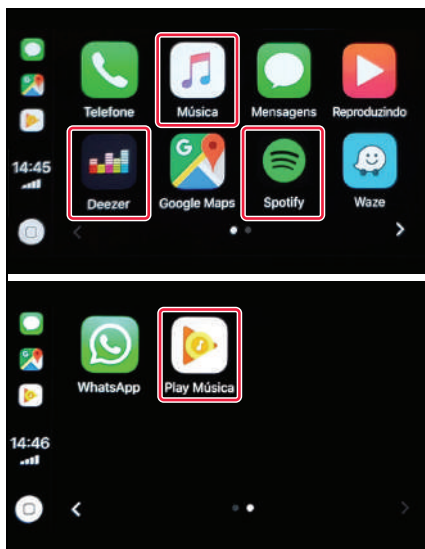 Telefone Música Mensagens Reproduzindo
G
14:45
Deezer Google Maps Spotify Waze
WhatsApp Play Música
14:46